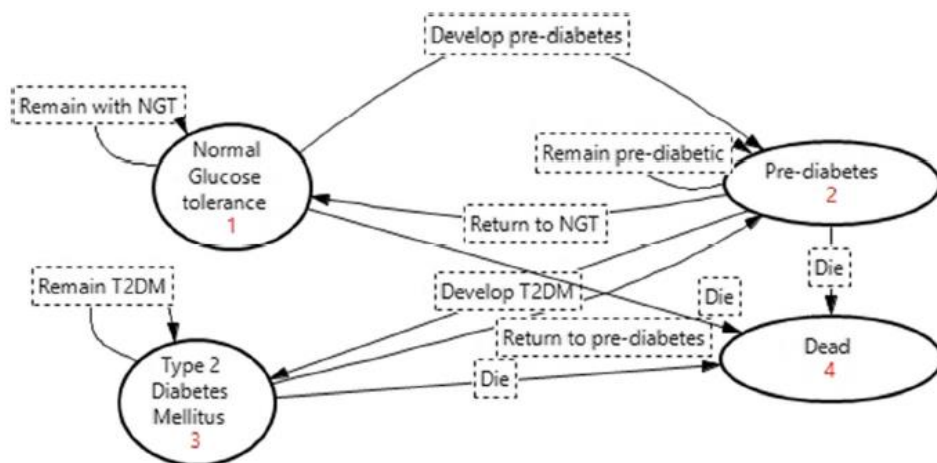 Develop pre-diabetes
Remain with NGT
Normal
Glucose
tolerance
1
Remain pre-diabetic
Pre-diabetes
2
Return to NGT
Die
Remain T2DM
Develop T2DM
Die
Return to pre-diabetes
Type 2
Diabetes
Mellitus
3
Die
Dead
4